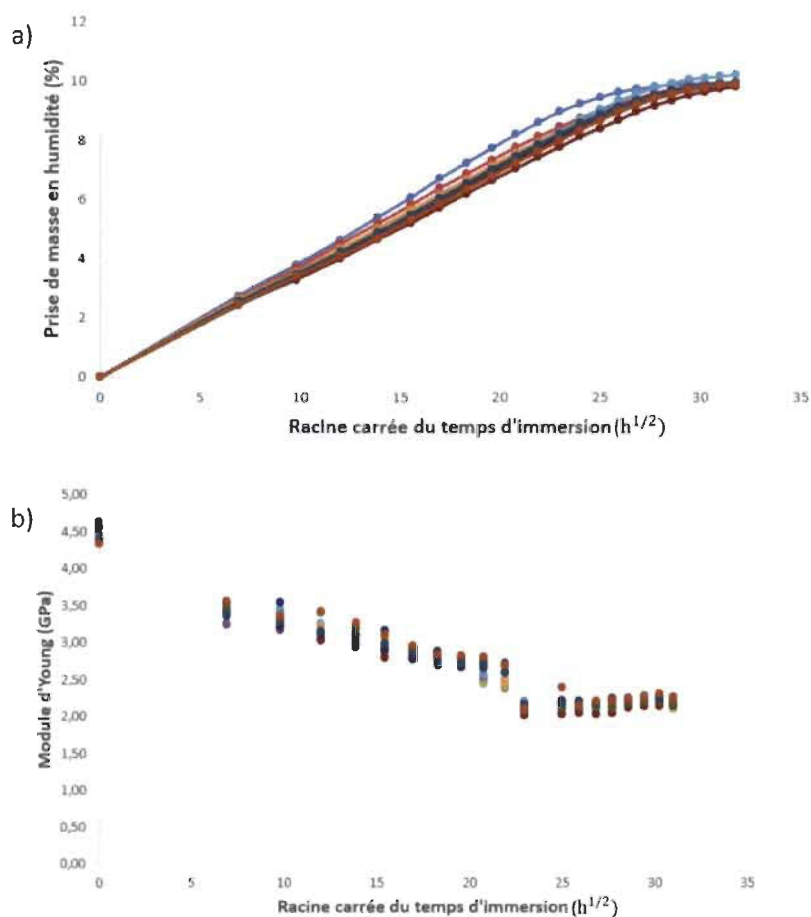 a)
Prise de masse en humidité (%)
12
10
8
6
4
2
0
0 5 10 15 20 25 30 35
Racine carrée du temps d'immersion (h^{1/2})
b)
Module d'Young (GPa)
5,00
4,50
4,00
3,50
3,00
2,50
2,00
1,50
1,00
0,50
0,00
0 5 10 15 20 25 30 35
Racine carrée du temps d'immersion (h^{1/2})